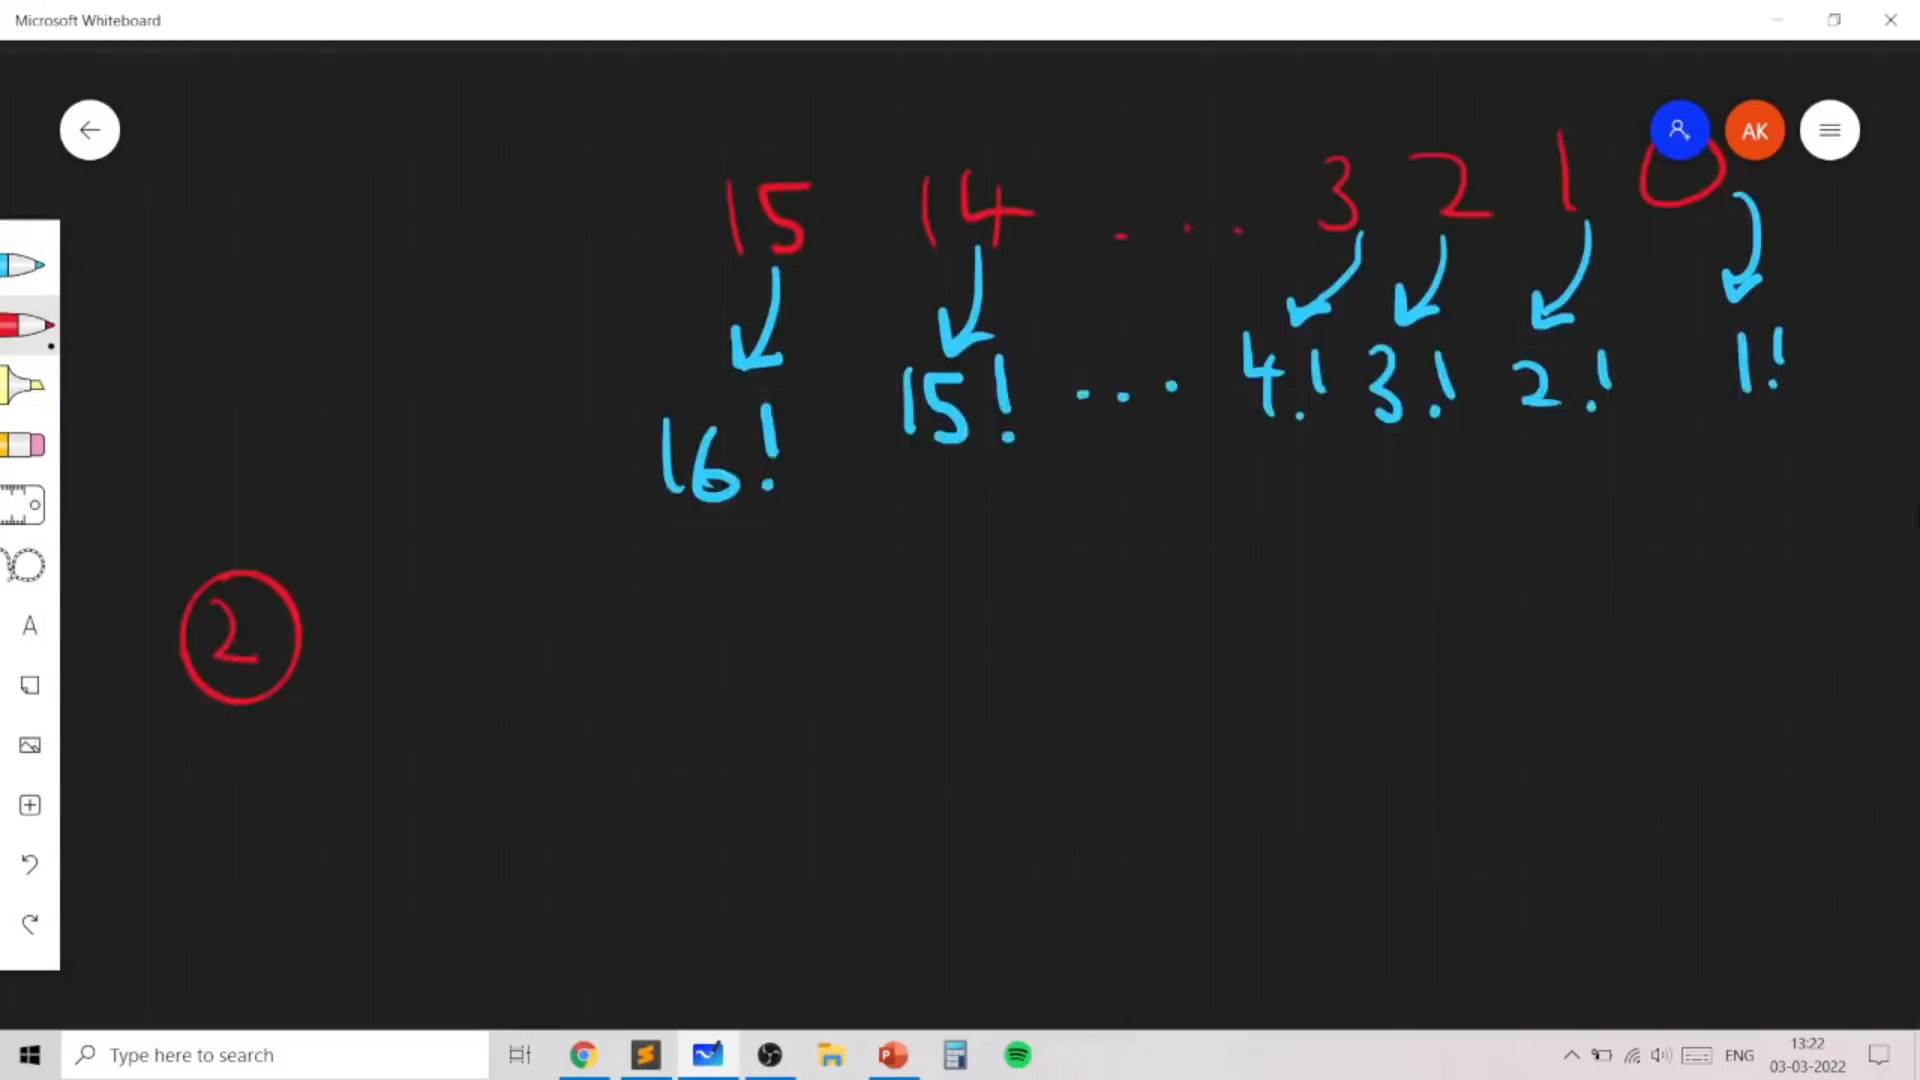 Microsoft Whiteboard
AK
15 14 ... 3 2 1 0
16! 15! ... 4! 3! 2! 1!
2
A
Type here to search
ENG
13:22
03-03-2022